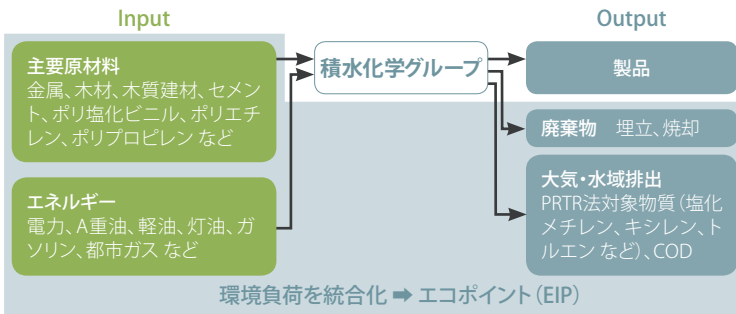 Input
Output
主要原材料
金属、木材、木質建材、セメン
ト、ポリ塩化ビニル、ポリエチ
レン、ポリプロピレン など
積水化学グループ
製品
廃棄物 埋立、焼却
エネルギー
電力、A重油、軽油、灯油、ガ
ソリン、都市ガス など
大気・水域排出
PRTR法対象物質(塩化
メチレン、キシレン、ト
ルエン など)、COD
環境負荷を統合化 ➡ エコポイント(EIP)